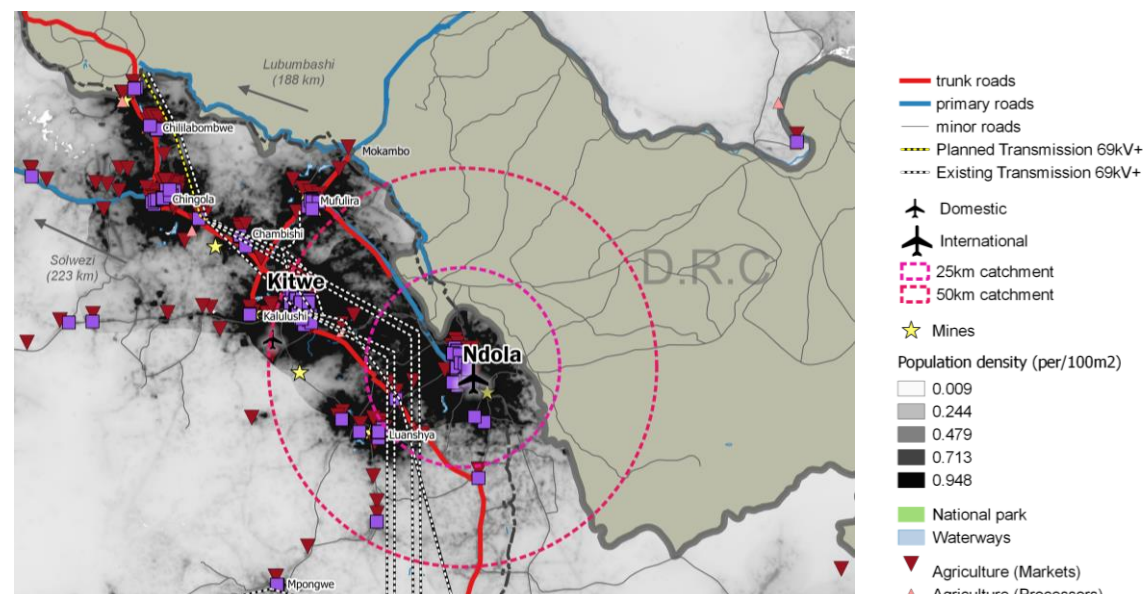 Lubumbashi
(188 km)
Chililabombwe
Mokambo
Chingola
Mufulira
Chambishi
Solwezi
(223 km)
D.R.C
Kitwe
Kalulushi
Ndola
Luanshya
Mpongwe
trunk roads
primary roads
minor roads
Planned Transmission 69kV+
Existing Transmission 69kV+
Domestic
International
25km catchment
50km catchment
Mines
Population density (per/100m2)
0.009
0.244
0.479
0.713
0.948
National park
Waterways
Agriculture (Markets)
Agriculture (Processors)